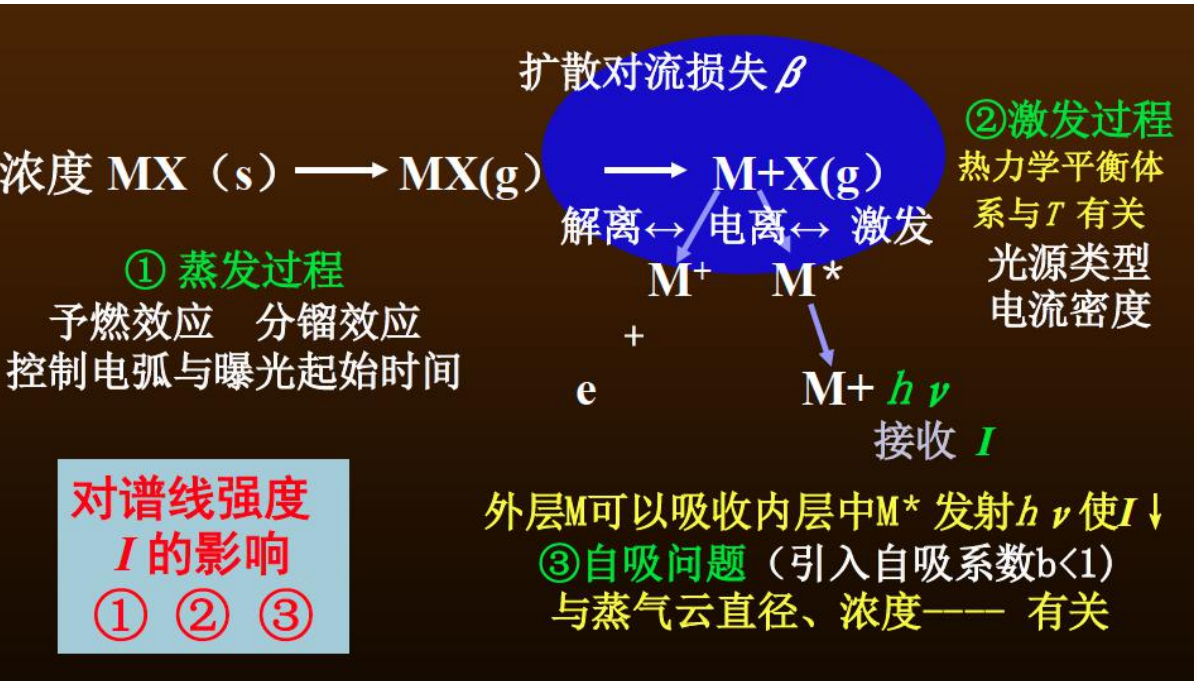 扩散对流损失 β
②激发过程
浓度 MX（s）⟶ MX(g） ⟶ M+X(g）
热力学平衡体
系与T 有关
解离↔ 电离↔ 激发
① 蒸发过程
M⁺ M*
光源类型
电流密度
予燃效应 分镏效应
+
控制电弧与曝光起始时间
e M+ hν
接收 I
对谱线强度
I 的影响
① ② ③
外层M可以吸收内层中M* 发射hν使I↓
③自吸问题（引入自吸系数b<1）
与蒸气云直径、浓度---- 有关